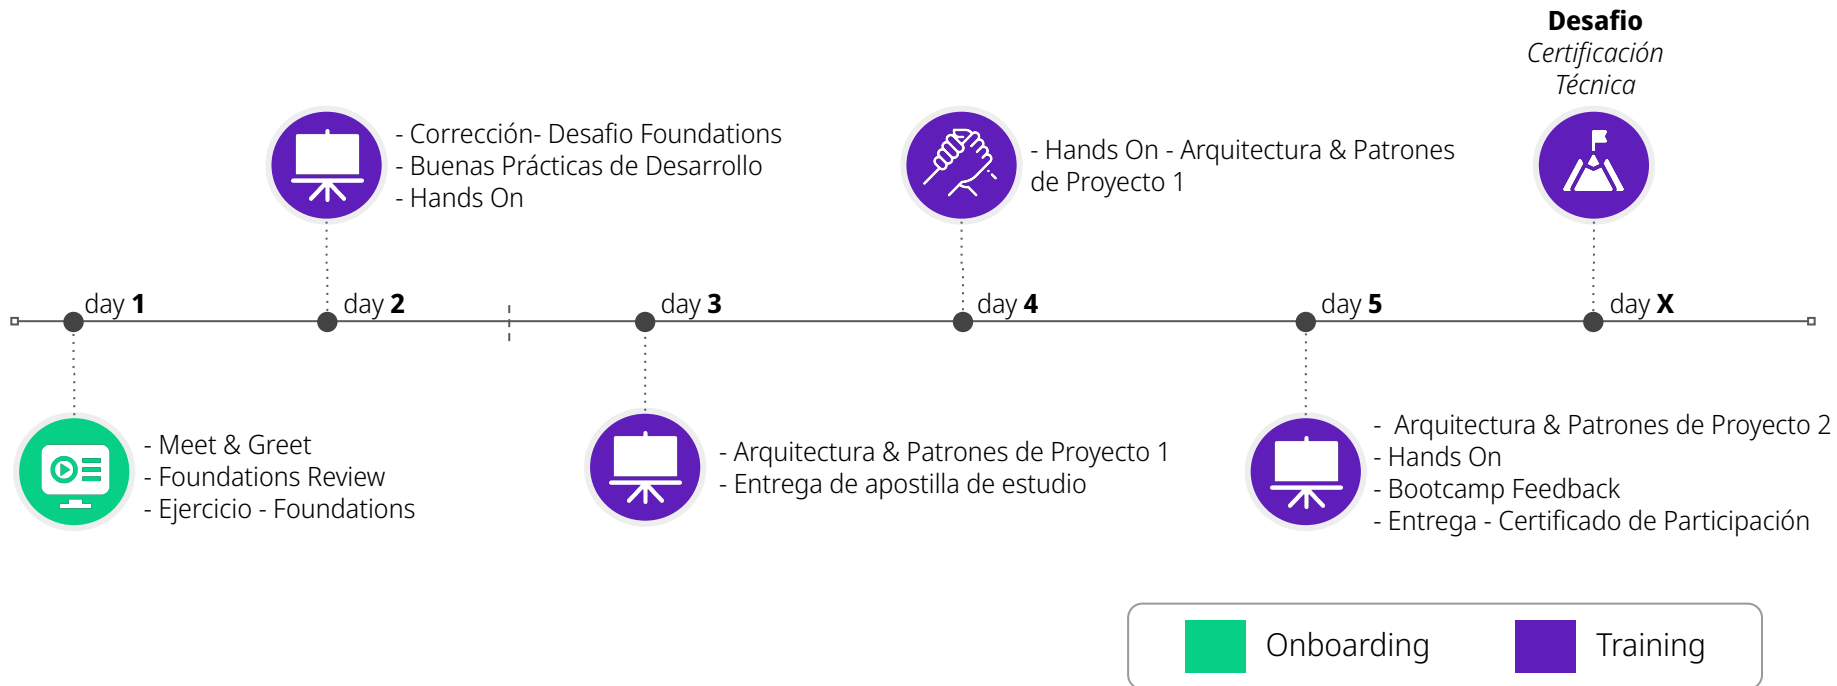 Desafio
Certificación
Técnica
- Corrección- Desafio Foundations
- Buenas Prácticas de Desarrollo
- Hands On
- Hands On - Arquitectura & Patrones
de Proyecto 1
day 1
day 2
day 3
day 4
day 5
day X
- Meet & Greet
- Foundations Review
- Ejercicio - Foundations
- Arquitectura & Patrones de Proyecto 1
- Entrega de apostilla de estudio
- Arquitectura & Patrones de Proyecto 2
- Hands On
- Bootcamp Feedback
- Entrega - Certificado de Participación
Onboarding
Training